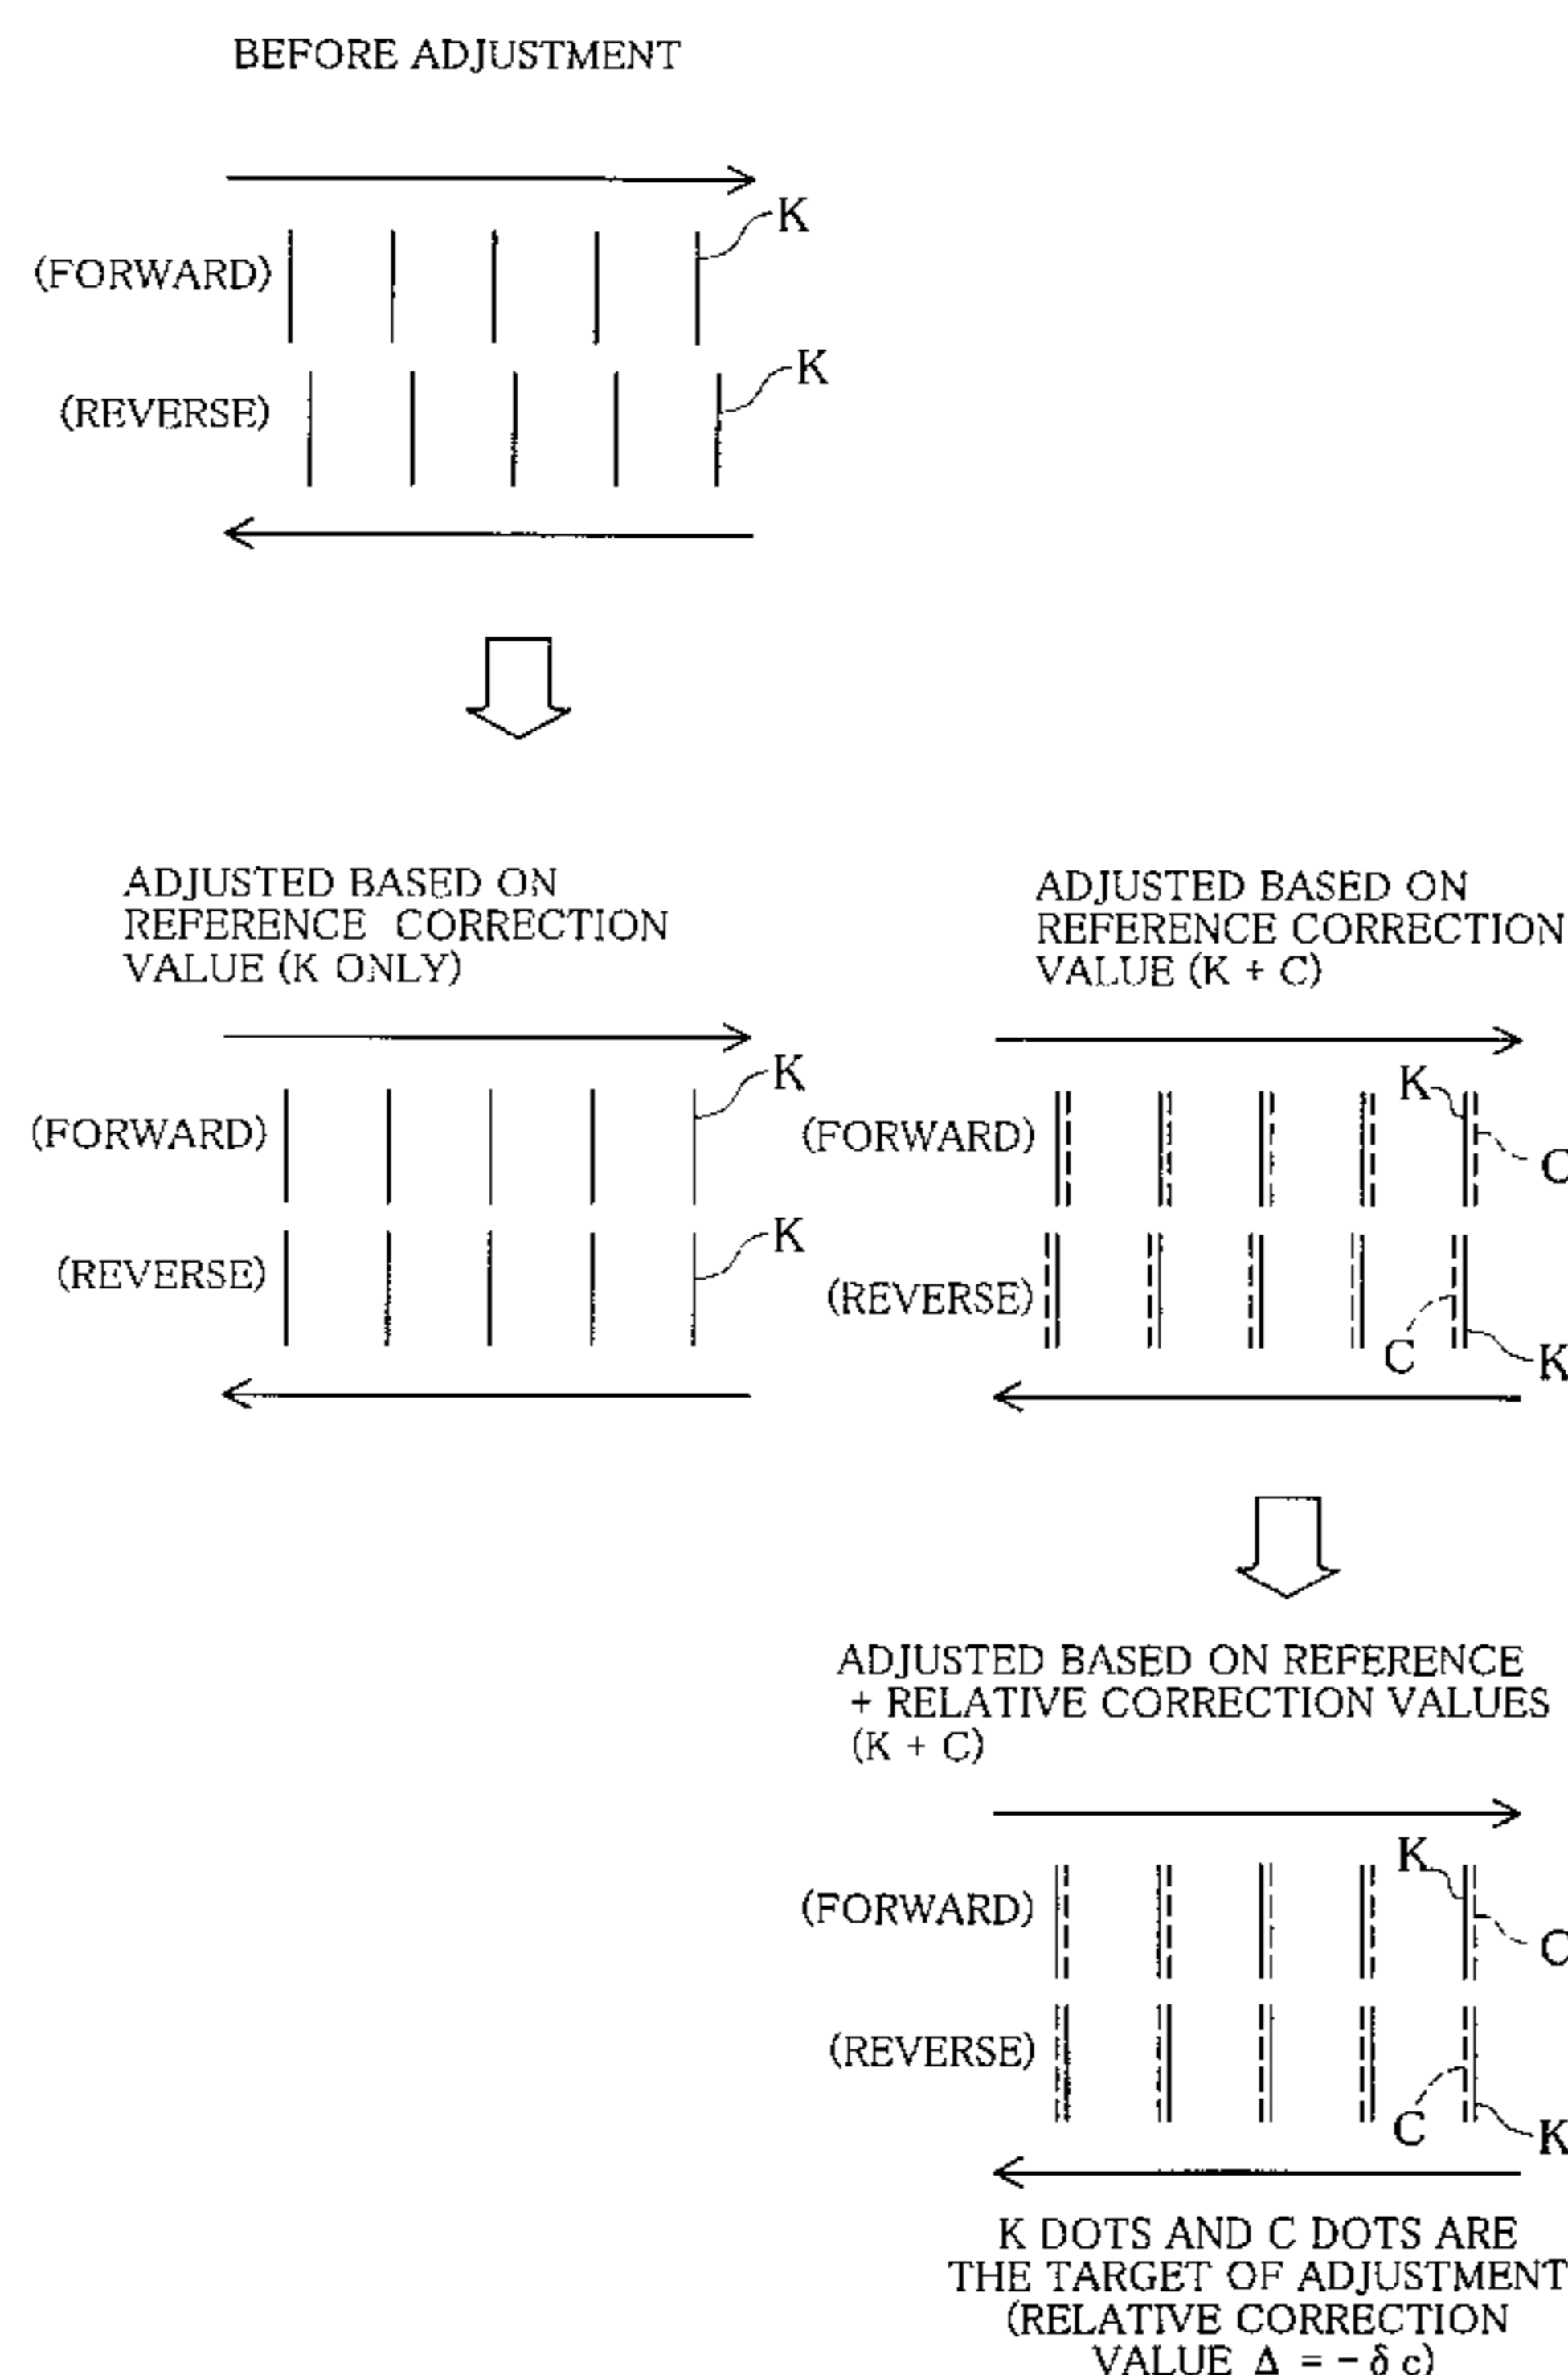 BEFORE ADJUSTMENT
K
(FORWARD)
K
(REVERSE)
ADJUSTED BASED ON
REFERENCE CORRECTION
VALUE (K ONLY)
K
(FORWARD)
K
(REVERSE)
ADJUSTED BASED ON
REFERENCE CORRECTION
VALUE (K + C)
K
(FORWARD)
C
(REVERSE)
C
K
ADJUSTED BASED ON REFERENCE
+ RELATIVE CORRECTION VALUES
(K + C)
K
(FORWARD)
C
(REVERSE)
C
K
K DOTS AND C DOTS ARE
THE TARGET OF ADJUSTMENT
(RELATIVE CORRECTION
VALUE Δ = − δ c)